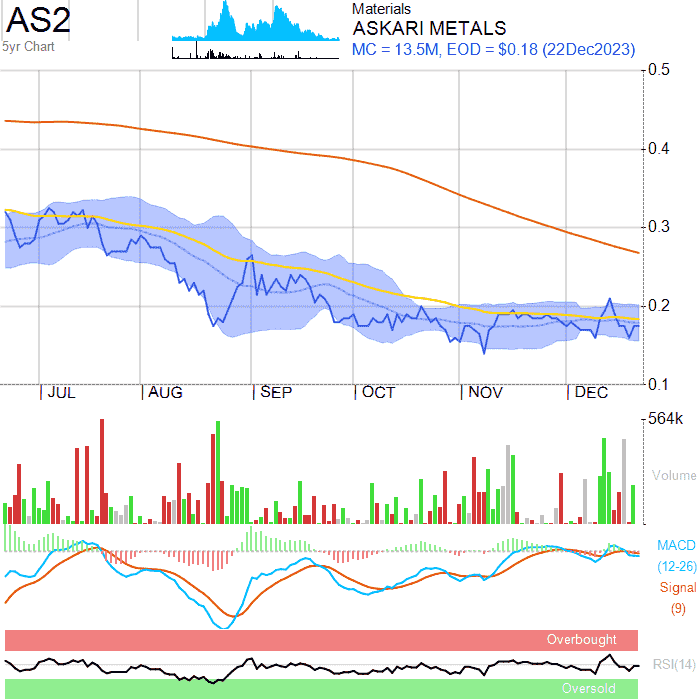 AS2
5yr Chart
Materials
ASKARI METALS
MC = 13.5M, EOD = $0.18 (22Dec2023)
0.5
0.4
0.3
0.2
0.1
JUL AUG SEP OCT NOV DEC
564k
Volume
MACD
(12-26)
Signal
(9)
Overbought
RSI(14)
Oversold